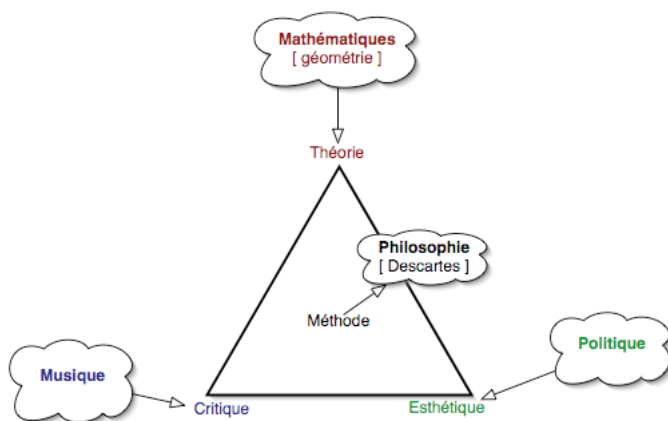 Mathématiques
[ géométrie ]
Théorie
Philosophie
[ Descartes ]
Méthode
Musique
Politique
Critique
Esthétique